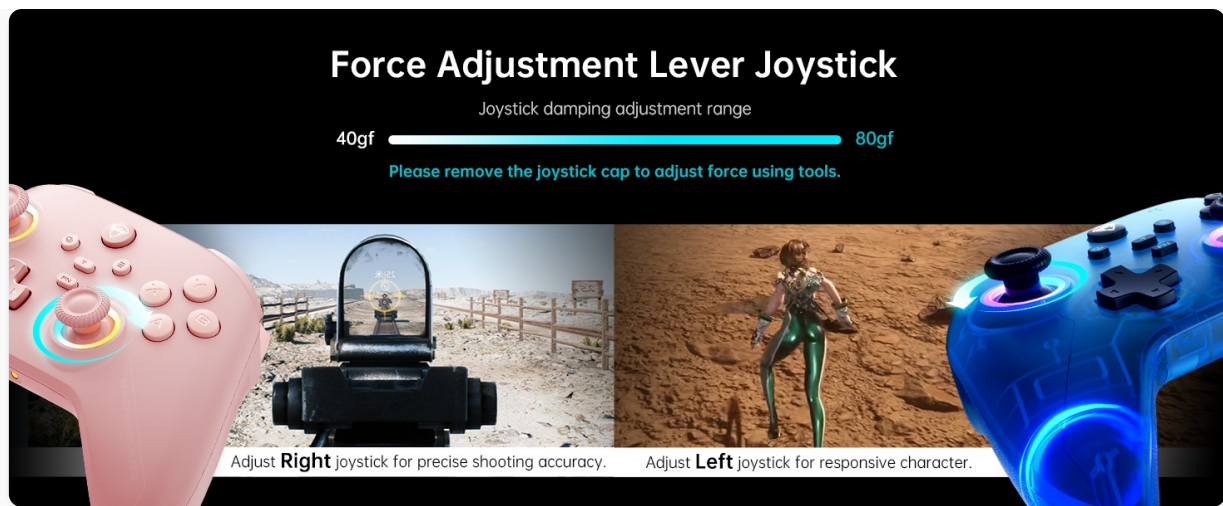 Force Adjustment Lever Joystick
Joystick damping adjustment range
40gf 80gf
Please remove the joystick cap to adjust force using tools.
Adjust Right joystick for precise shooting accuracy.
Adjust Left joystick for responsive character.